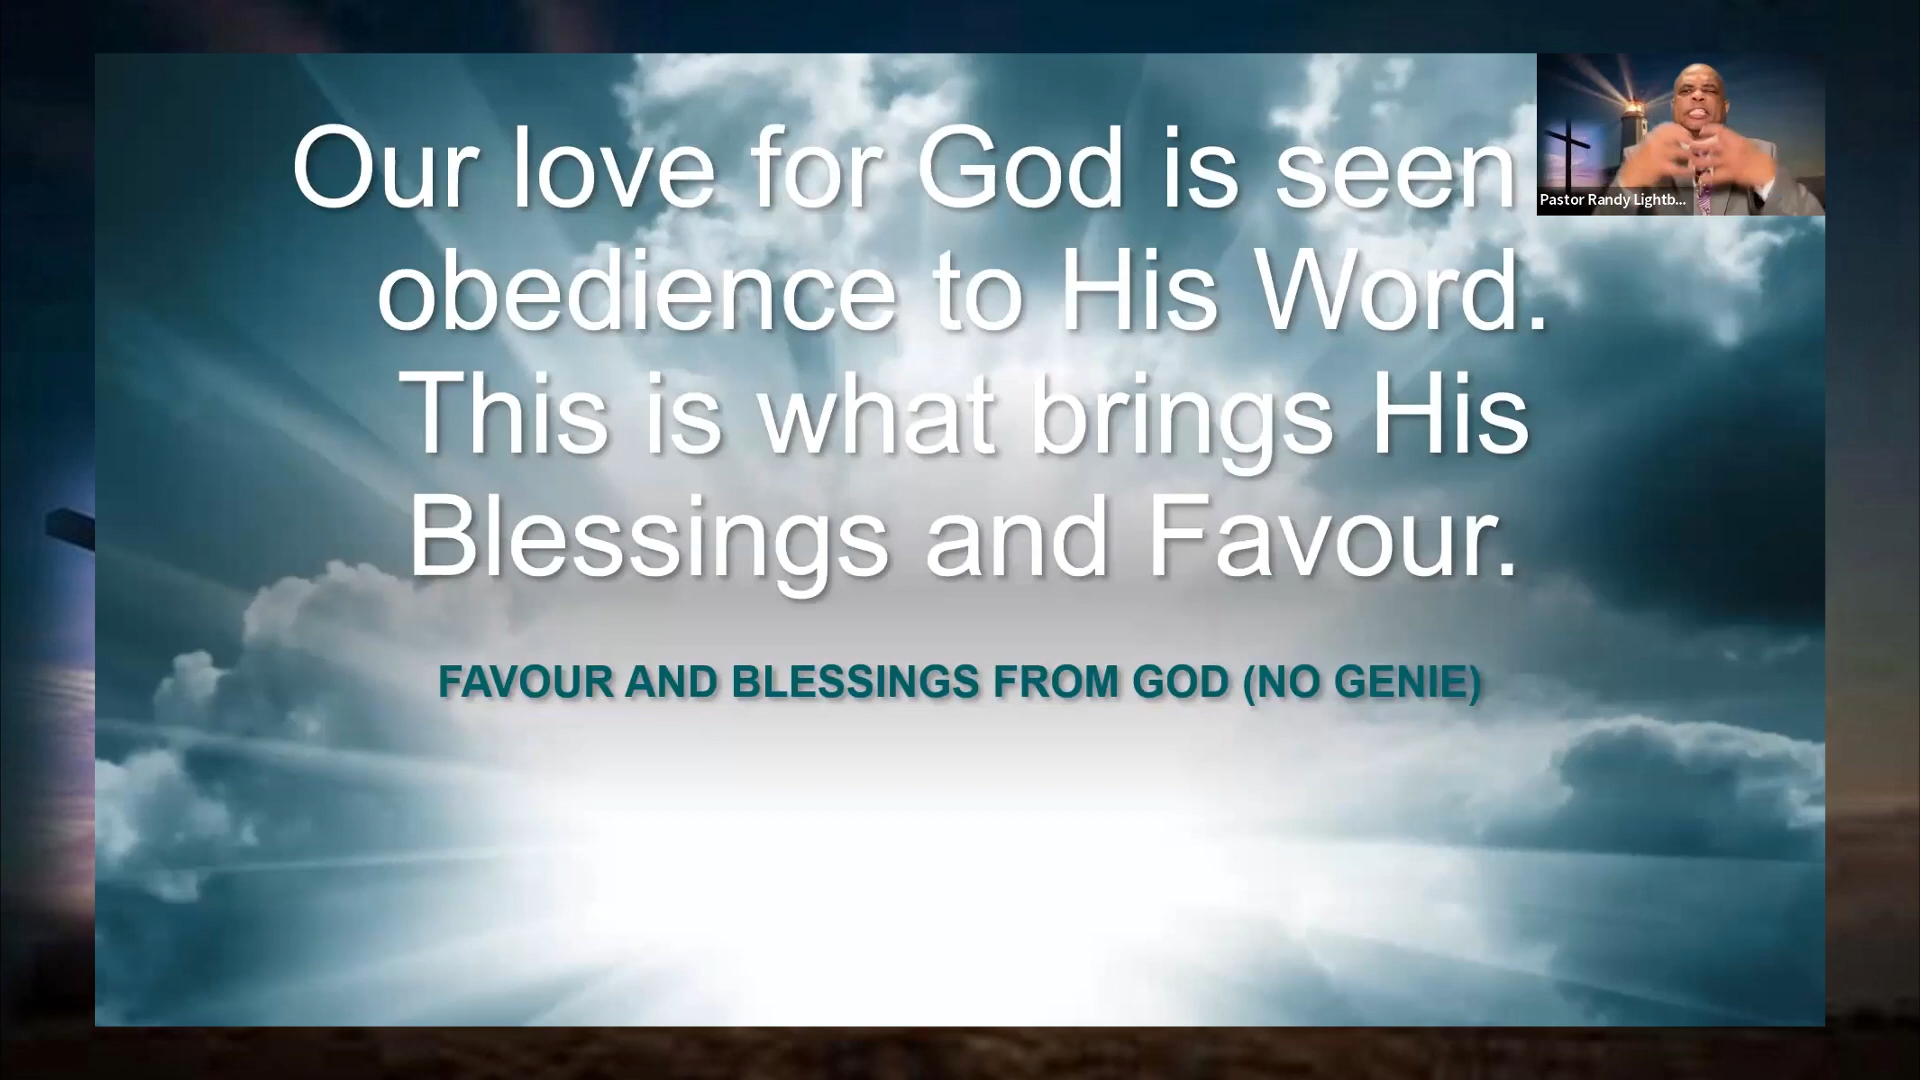 Our love for God is seen
obedience to His Word.
This is what brings His
Blessings and Favour.
FAVOUR AND BLESSINGS FROM GOD (NO GENIE)
Pastor Randy Lightb...